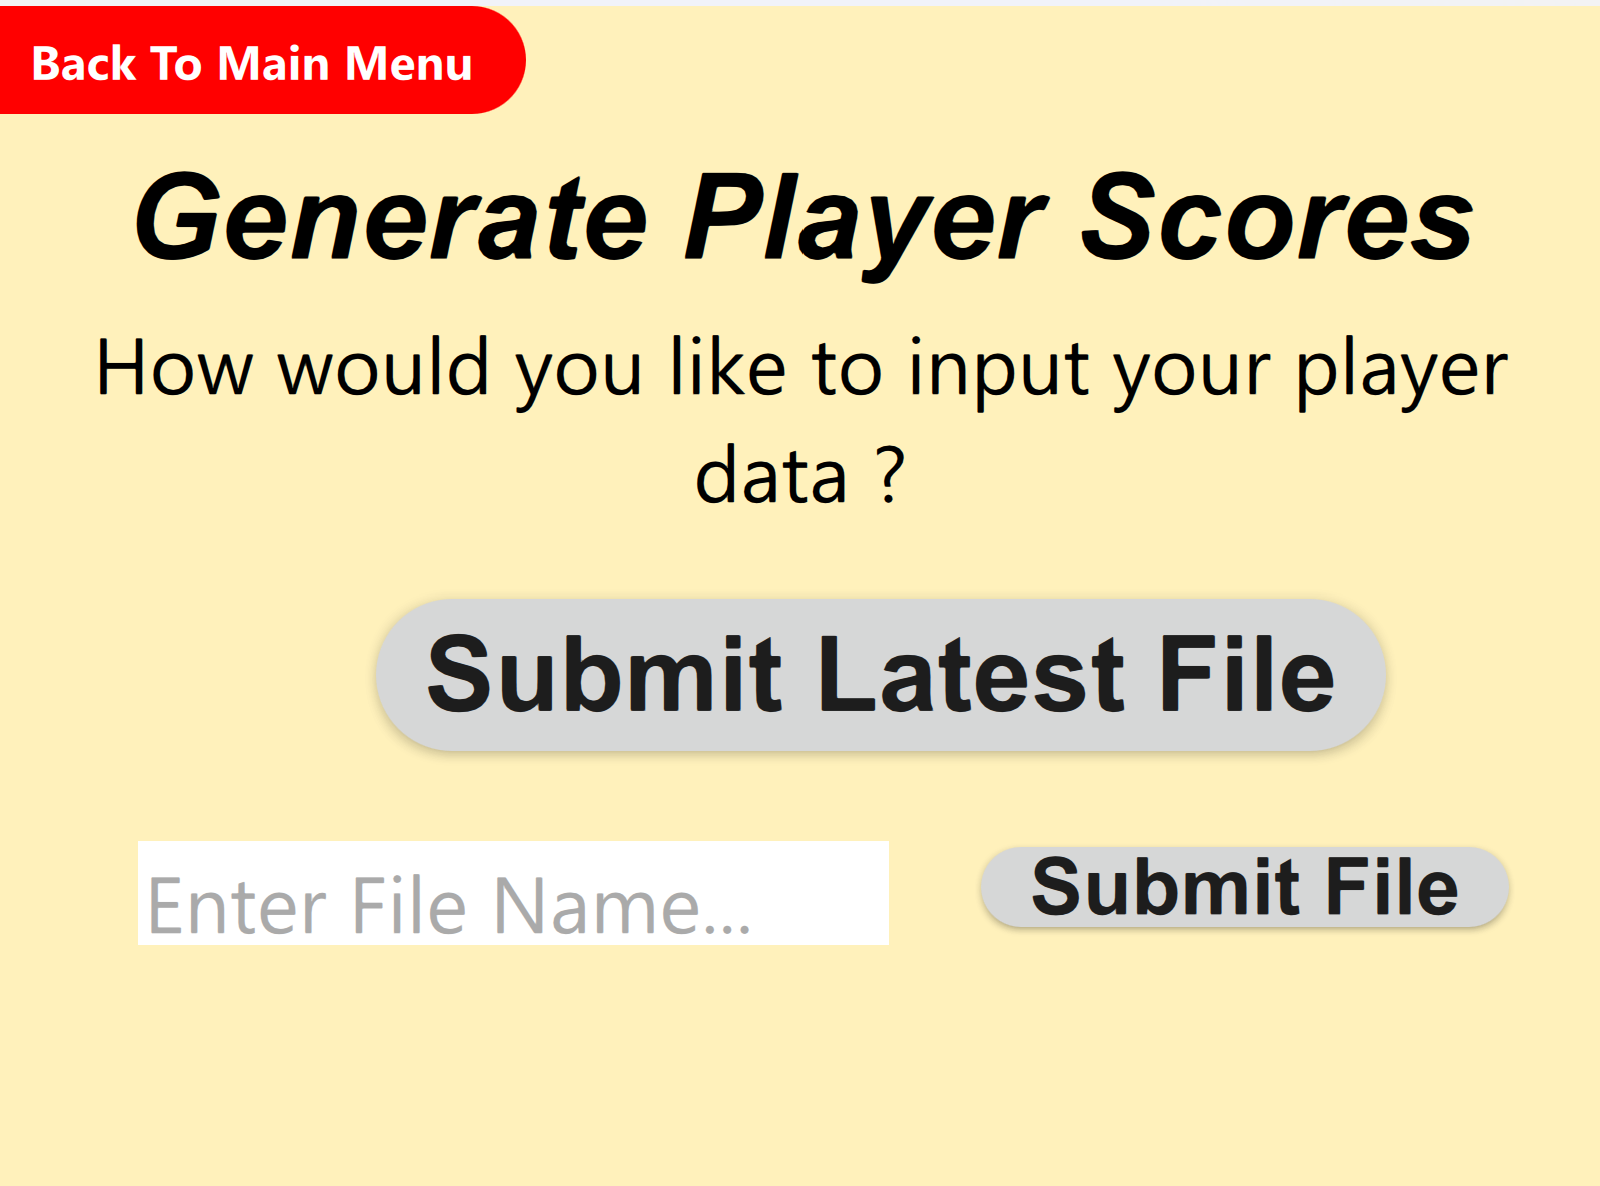 Back To Main Menu
Generate Player Scores
How would you like to input your player
data ?
Submit Latest File
Enter File Name...
Submit File